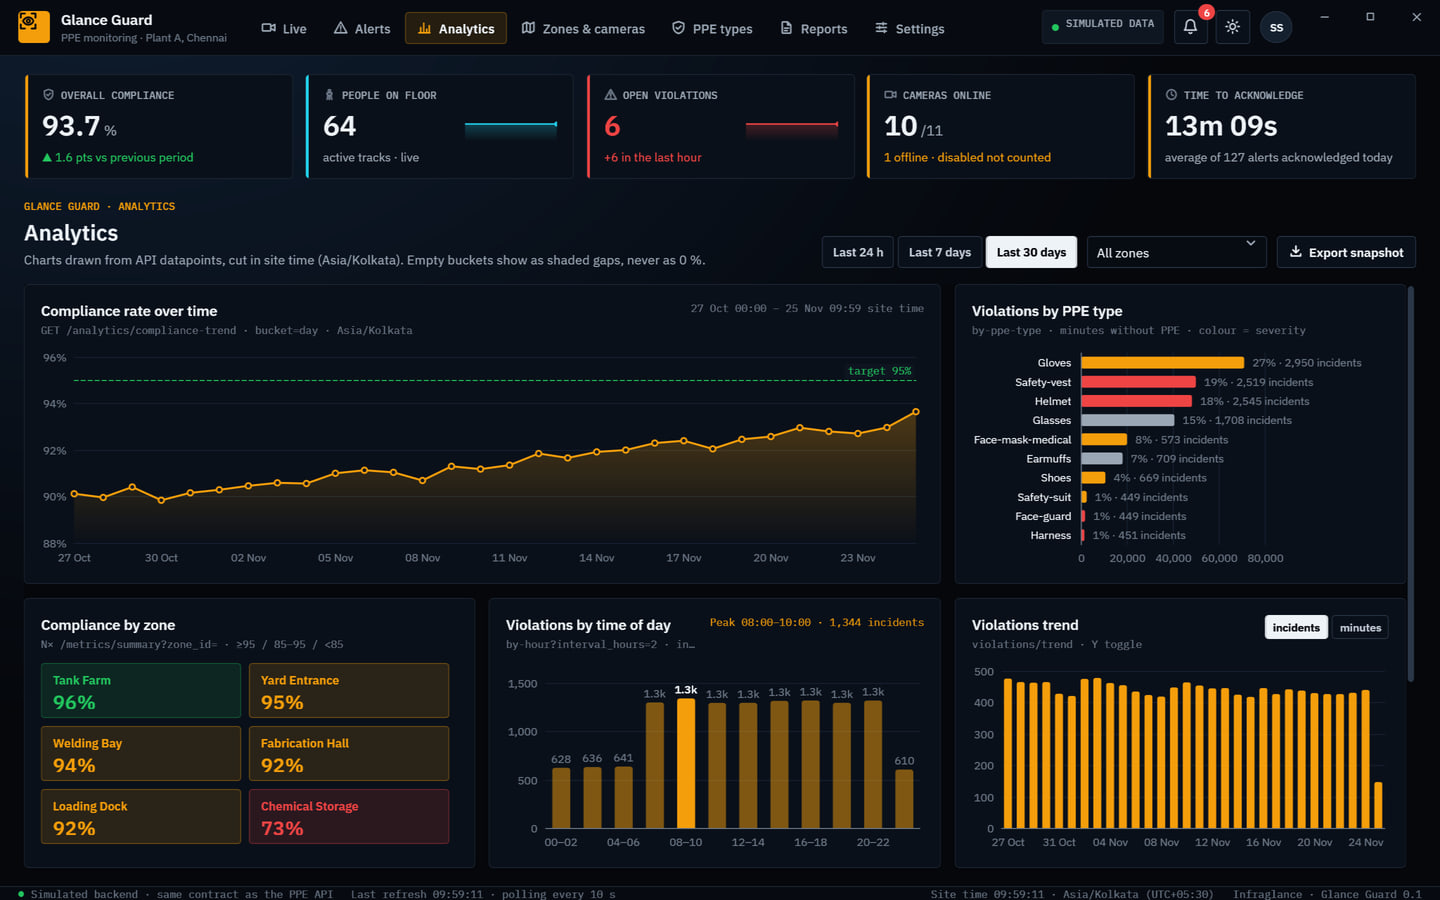 Glance Guard
PPE monitoring · Plant A, Chennai
Live
Alerts
Analytics
Zones & cameras
PPE types
Reports
Settings
SIMULATED DATA
6
SS
OVERALL COMPLIANCE
93.7 %
▲ 1.6 pts vs previous period
PEOPLE ON FLOOR
64
active tracks · live
OPEN VIOLATIONS
6
+6 in the last hour
CAMERAS ONLINE
10 /11
1 offline · disabled not counted
TIME TO ACKNOWLEDGE
13m 09s
average of 127 alerts acknowledged today
GLANCE GUARD · ANALYTICS
Analytics
Charts drawn from API datapoints, cut in site time (Asia/Kolkata). Empty buckets show as shaded gaps, never as 0 %.
Last 24 h
Last 7 days
Last 30 days
All zones
Export snapshot
Compliance rate over time
27 Oct 00:00 – 25 Nov 09:59 site time
GET /analytics/compliance-trend · bucket=day · Asia/Kolkata
96%
target 95%
94%
92%
90%
88%
27 Oct 30 Oct 02 Nov 05 Nov 08 Nov 11 Nov 14 Nov 17 Nov 20 Nov 23 Nov
Violations by PPE type
by-ppe-type · minutes without PPE · colour = severity
Gloves 27% · 2,950 incidents
Safety-vest 19% · 2,519 incidents
Helmet 18% · 2,545 incidents
Glasses 15% · 1,708 incidents
Face-mask-medical 8% · 573 incidents
Earmuffs 7% · 709 incidents
Shoes 4% · 669 incidents
Safety-suit 1% · 449 incidents
Face-guard 1% · 449 incidents
Harness 1% · 451 incidents
0 20,000 40,000 60,000 80,000
Compliance by zone
N× /metrics/summary?zone_id= · ≥95 / 85–95 / <85
Tank Farm
96%
Yard Entrance
95%
Welding Bay
94%
Fabrication Hall
92%
Loading Dock
92%
Chemical Storage
73%
Violations by time of day
Peak 08:00–10:00 · 1,344 incidents
by-hour?interval_hours=2 · in…
1,500
1,000
500
0
628 636 641 1.3k 1.3k 1.3k 1.3k 1.3k 1.3k 1.3k 1.3k 610
00–02 04–06 08–10 12–14 16–18 20–22
Violations trend
violations/trend · Y toggle
incidents
minutes
500
400
300
200
100
0
27 Oct 31 Oct 04 Nov 08 Nov 12 Nov 16 Nov 20 Nov 24 Nov
Simulated backend · same contract as the PPE API Last refresh 09:59:11 · polling every 10 s
Site time 09:59:11 · Asia/Kolkata (UTC+05:30) Infraglance · Glance Guard 0.1